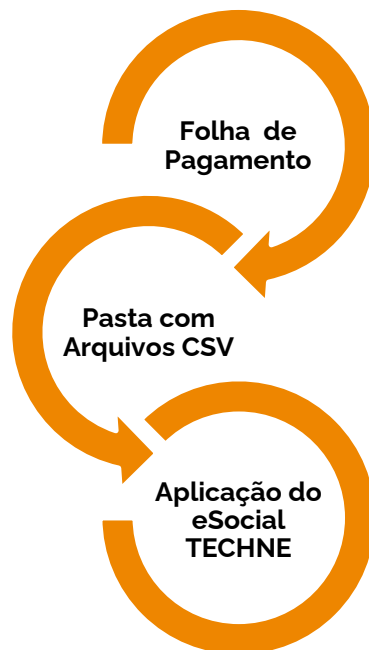 Folha de
Pagamento
Pasta com
Arquivos CSV
Aplicação do
eSocial
TECHNE